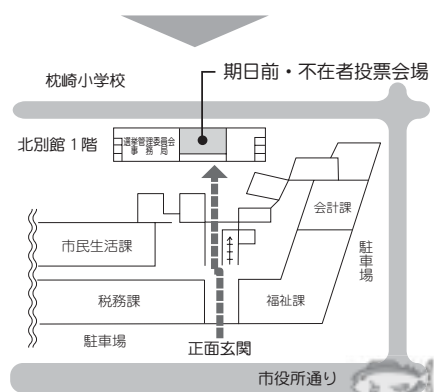 枕崎小学校
期日前・不在者投票会場
北別館1階
選挙管理委員会
事務局
会計課
市民生活課
駐車場
税務課
福祉課
駐車場
正面玄関
市役所通り